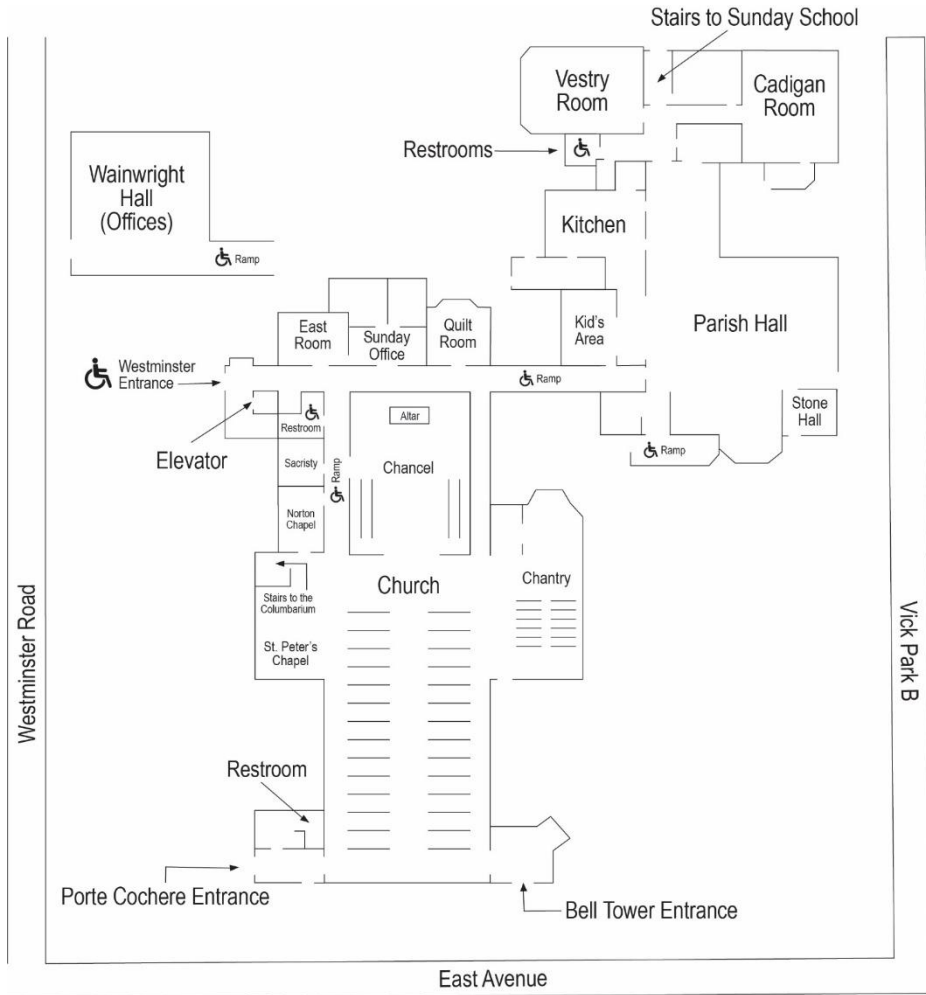 Stairs to Sunday School
Vestry
Room
Cadigan
Room
Restrooms
Wainwright
Hall
(Offices)
Ramp
Kitchen
East
Room
Sunday
Office
Quilt
Room
Kid's
Area
Parish Hall
Westminster
Entrance
Ramp
Altar
Stone
Hall
Restroom
Elevator
Sacristy
Ramp
Chancel
Ramp
Norton
Chapel
Church
Chantry
Stairs to the
Columbarium
St. Peter's
Chapel
Westminster Road
Vick Park B
Restroom
Porte Cochere Entrance
Bell Tower Entrance
East Avenue